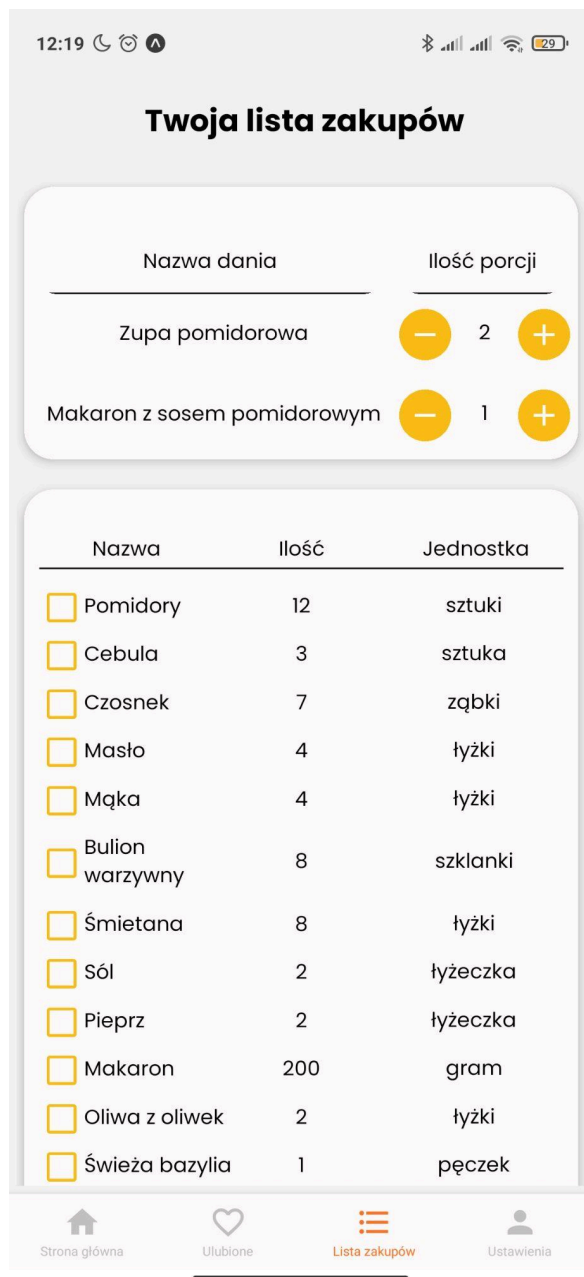 12:19
29
Twoja lista zakupów
Nazwa dania Ilość porcji
Zupa pomidorowa 2
Makaron z sosem pomidorowym 1
Nazwa Ilość Jednostka
Pomidory 12 sztuki
Cebula 3 sztuka
Czosnek 7 ząbki
Masło 4 łyżki
Mąka 4 łyżki
Bulion
warzywny 8 szklanki
Śmietana 8 łyżki
Sól 2 łyżeczka
Pieprz 2 łyżeczka
Makaron 200 gram
Oliwa z oliwek 2 łyżki
Świeża bazylia 1 pęczek
Strona główna Ulubione Lista zakupów Ustawienia